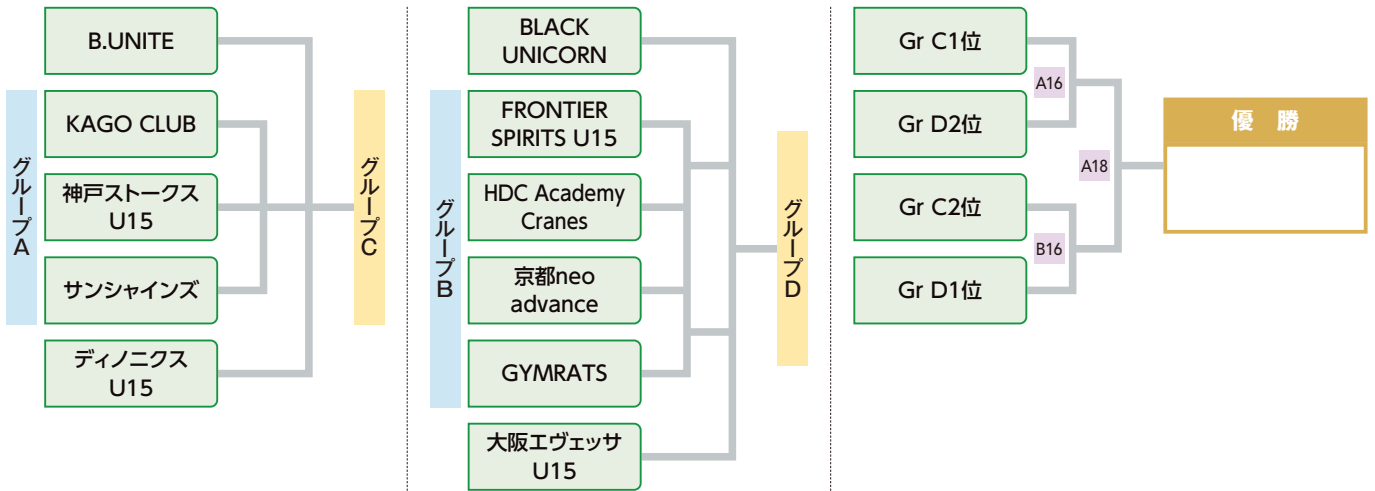 グループA
B.UNITE
KAGO CLUB
神戸ストークス
U15
サンシャインズ
ディノニクス
U15
グループC
グループB
BLACK
UNICORN
FRONTIER
SPIRITS U15
HDC Academy
Cranes
京都neo
advance
GYMRATS
大阪エヴェッサ
U15
グループD
Gr C1位
Gr D2位
Gr C2位
Gr D1位
A16
B16
A18
優 勝